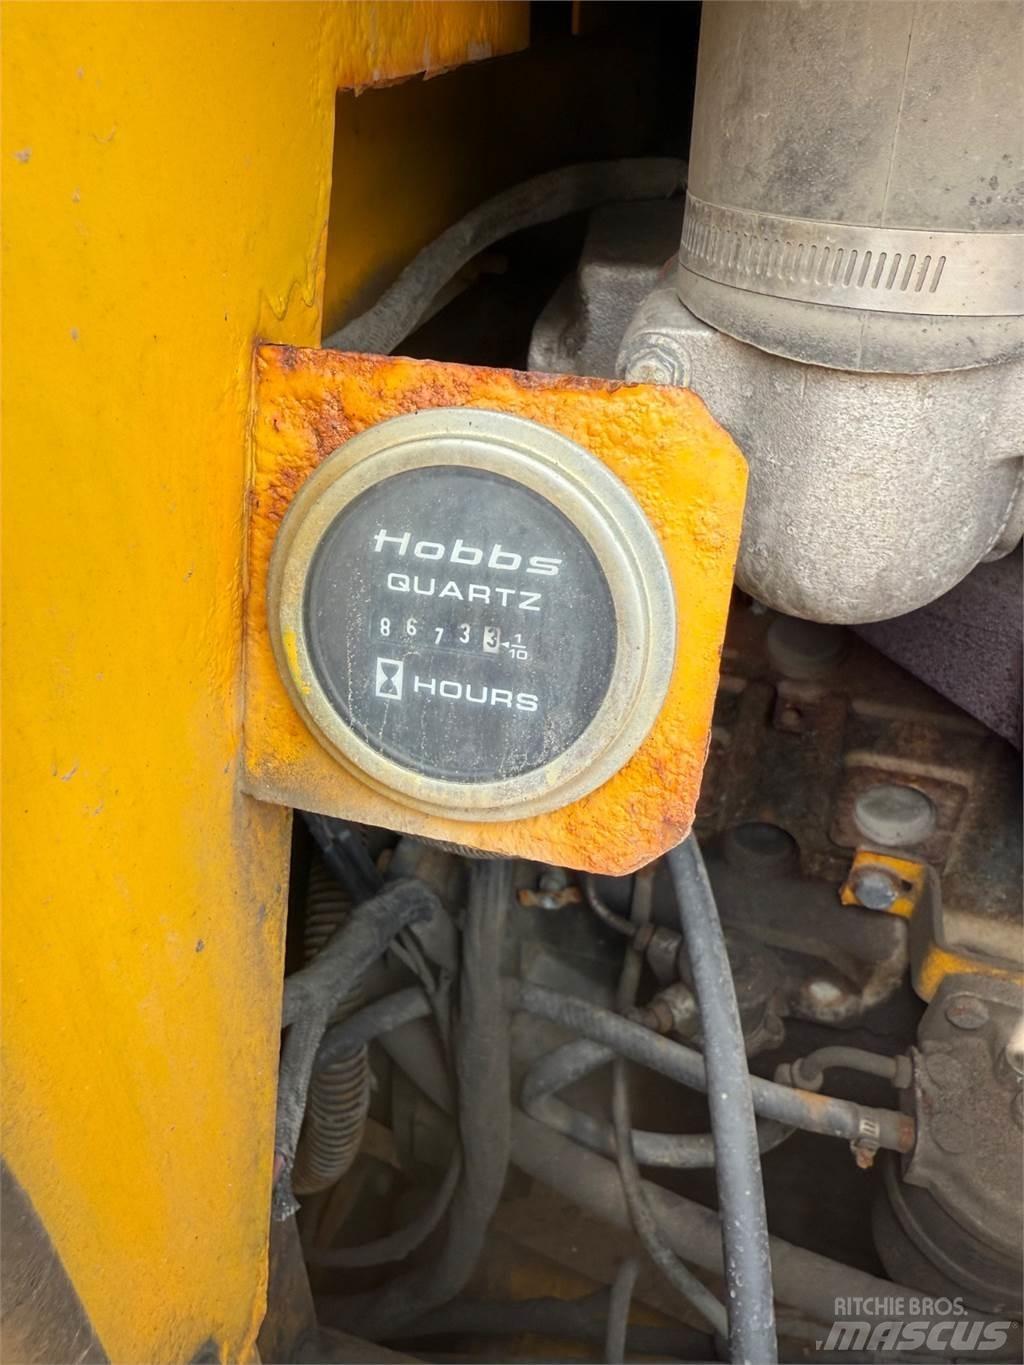 Hobbs
QUARTZ
8 6 7 3 3 1/10
HOURS
RITCHIE BROS.
MASCUS